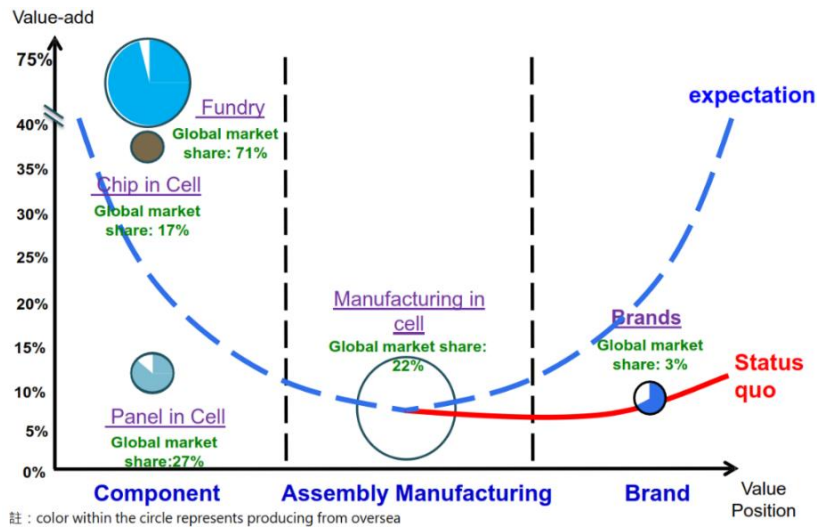 Value-add
75%
40%
35%
30%
25%
20%
15%
10%
5%
0%
Fundry
Global market
share: 71%
Chip in Cell
Global market
share: 17%
Panel in Cell
Global market
share:27%
Manufacturing in
cell
Global market share:
22%
expectation
Brands
Global market
share: 3%
Status
quo
Component
Assembly Manufacturing
Brand
Value
Position
註：color within the circle represents producing from oversea